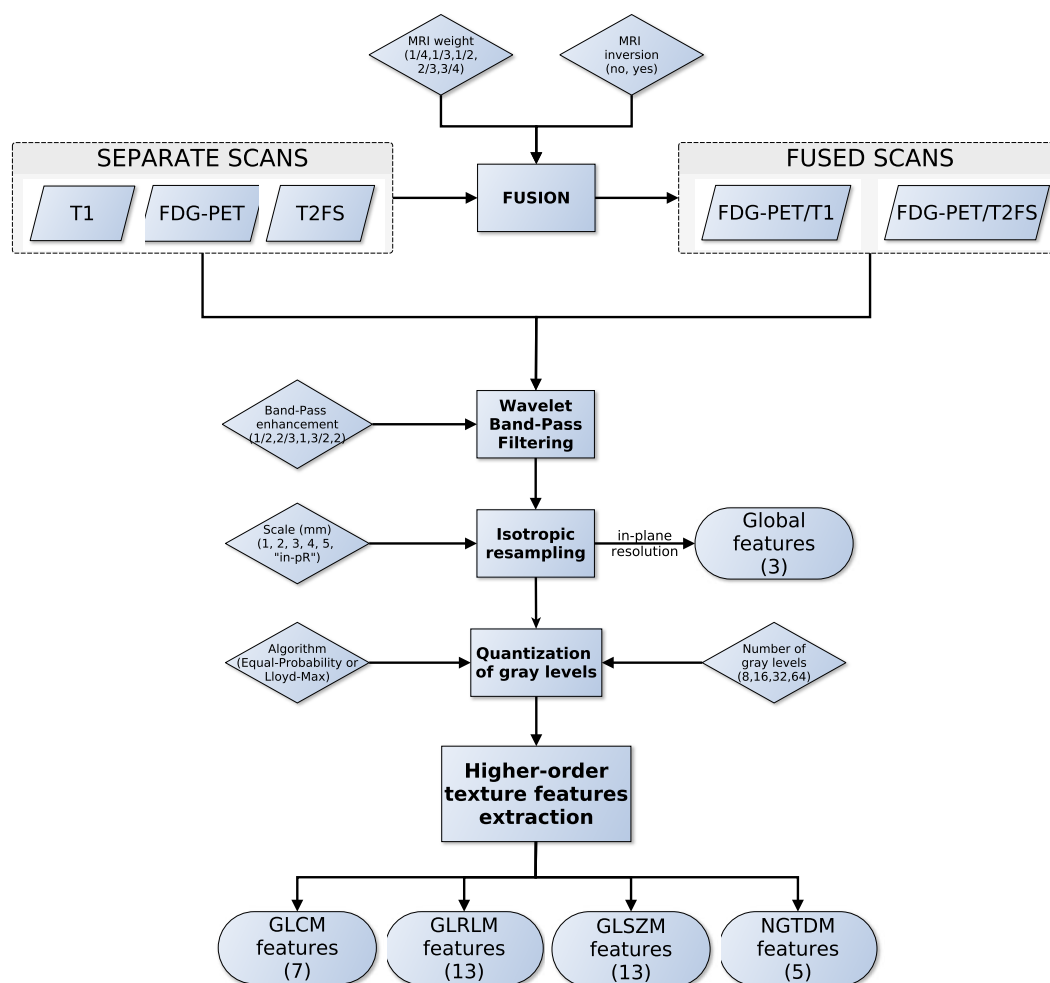 MRI weight
(1/4,1/3,1/2,
2/3,3/4)
MRI
inversion
(no, yes)
SEPARATE SCANS
T1
FDG-PET
T2FS
FUSION
FUSED SCANS
FDG-PET/T1
FDG-PET/T2FS
Band-Pass
enhancement
(1/2,2/3,1,3/2,2)
Wavelet
Band-Pass
Filtering
Scale (mm)
(1, 2, 3, 4, 5,
"in-pR")
Isotropic
resampling
in-plane
resolution
Global
features
(3)
Algorithm
(Equal-Probability or
Lloyd-Max)
Quantization
of gray levels
Number of
gray levels
(8,16,32,64)
Higher-order
texture features
extraction
GLCM
features
(7)
GLRLM
features
(13)
GLSZM
features
(13)
NGTDM
features
(5)